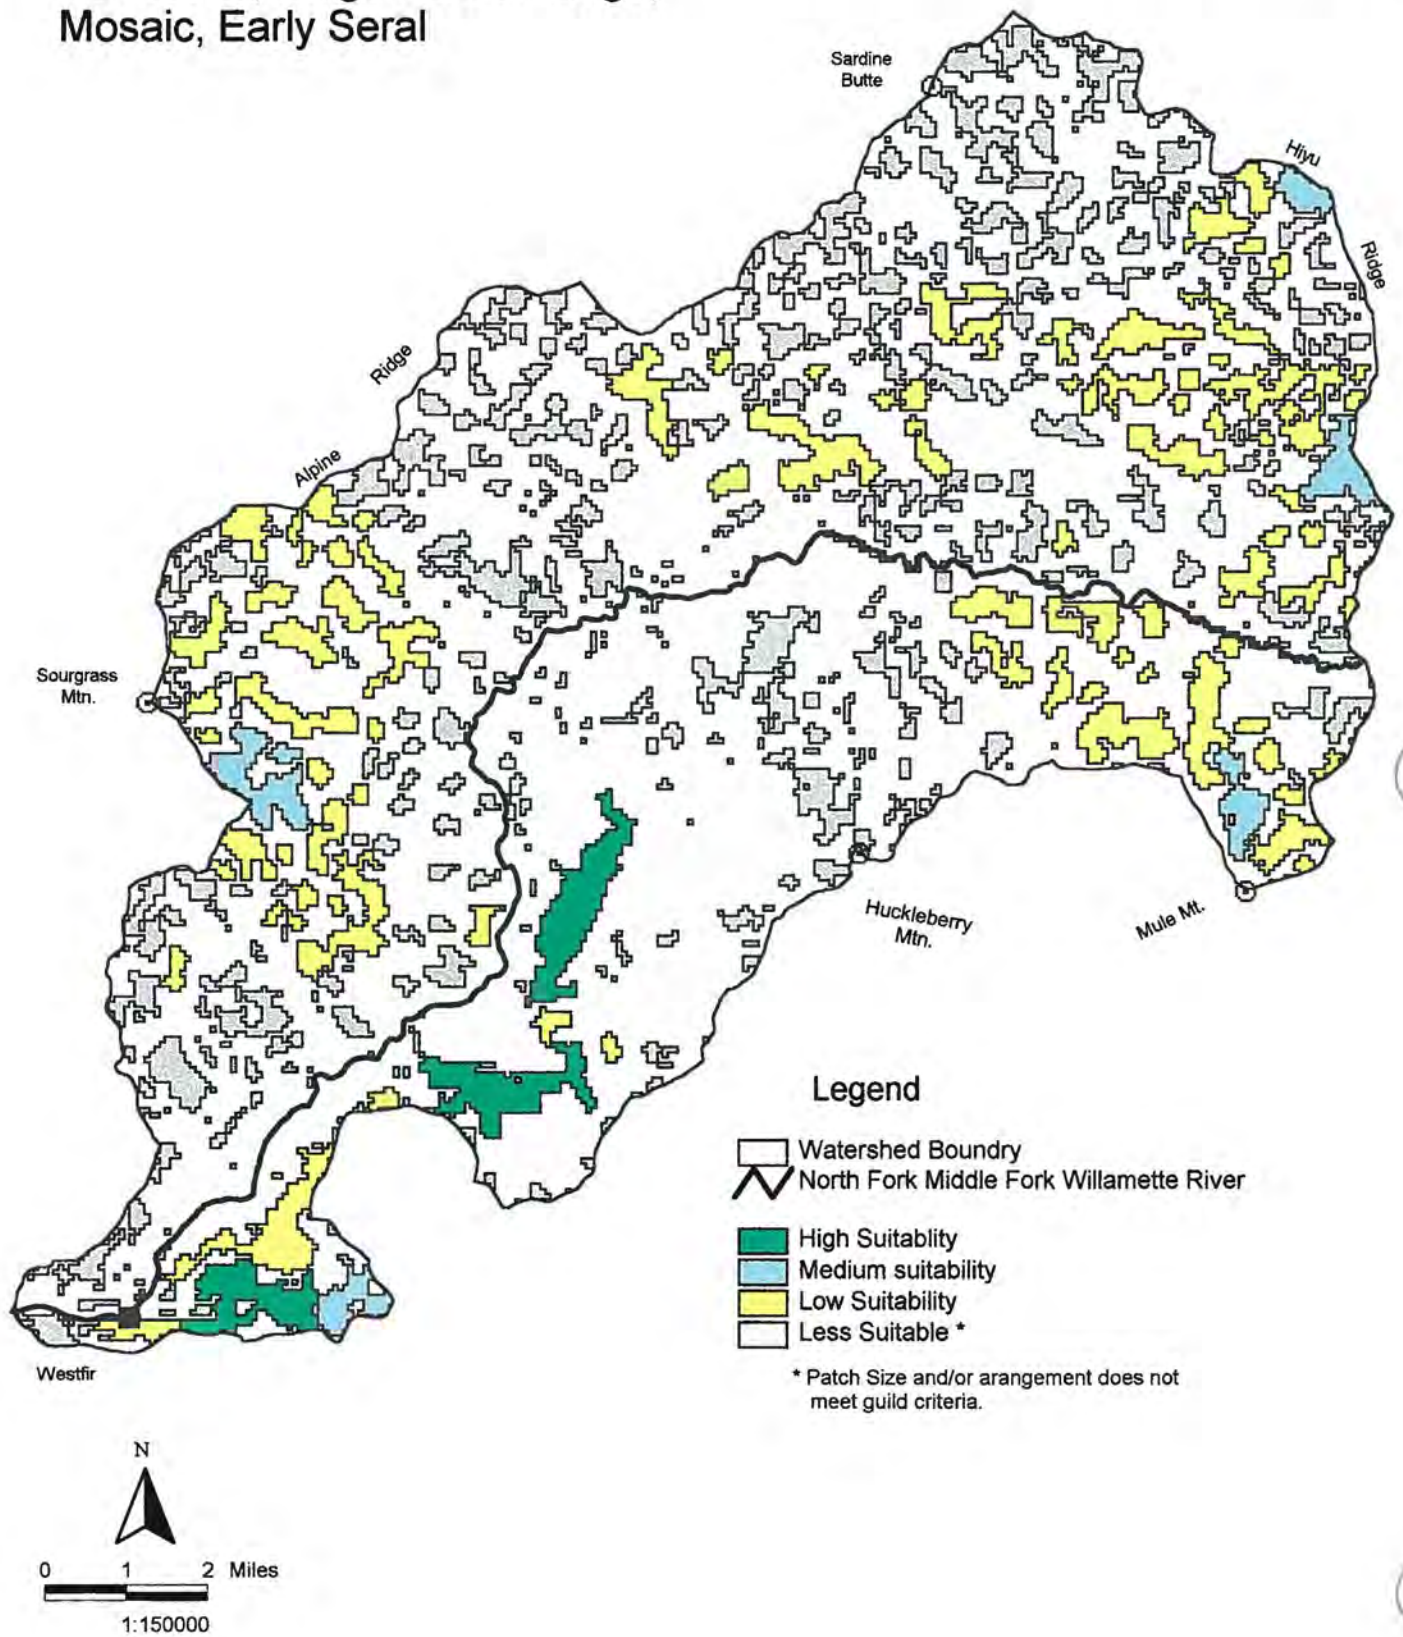 Mosaic, Early Seral
Sardine
Butte
Hiyu
Ridge
Ridge
Alpine
Sourgrass
Mtn.
Huckleberry
Mtn.
Mule Mt.
Legend
Watershed Boundry
North Fork Middle Fork Willamette River
High Suitablity
Medium suitability
Low Suitability
Less Suitable *
* Patch Size and/or arangement does not
meet guild criteria.
Westfir
N
0 1 2 Miles
1:150000